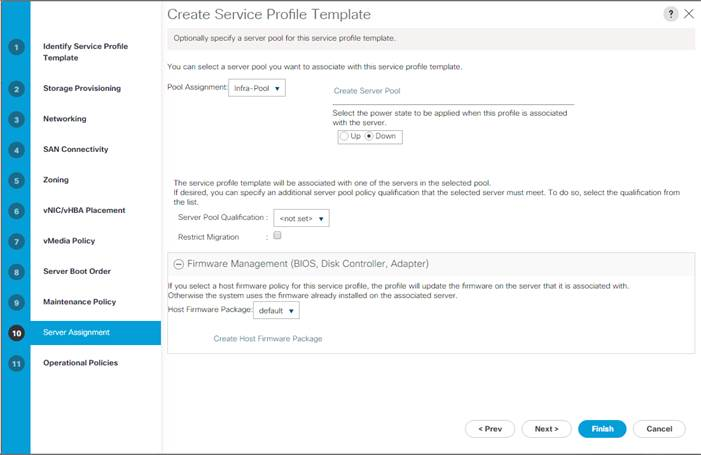 Create Service Profile Template
?
Optionally specify a server pool for this service profile template.
1 Identify Service Profile
Template
2 Storage Provisioning
3 Networking
4 SAN Connectivity
5 Zoning
6 vNIC/vHBA Placement
7 vMedia Policy
8 Server Boot Order
9 Maintenance Policy
10 Server Assignment
11 Operational Policies
You can select a server pool you want to associate with this service profile template.
Pool Assignment: Infra-Pool Create Server Pool
Select the power state to be applied when this profile is associated
with the server.
Up Down
The service profile template will be associated with one of the servers in the selected pool.
If desired, you can specify an additional server pool policy qualification that the selected server must meet. To do so, select the qualification from
the list.
Server Pool Qualification : <not set>
Restrict Migration :
Firmware Management (BIOS, Disk Controller, Adapter)
If you select a host firmware policy for this service profile, the profile will update the firmware on the server that it is associated with.
Otherwise the system uses the firmware already installed on the associated server.
Host Firmware Package: default
Create Host Firmware Package
< Prev Next > Finish Cancel